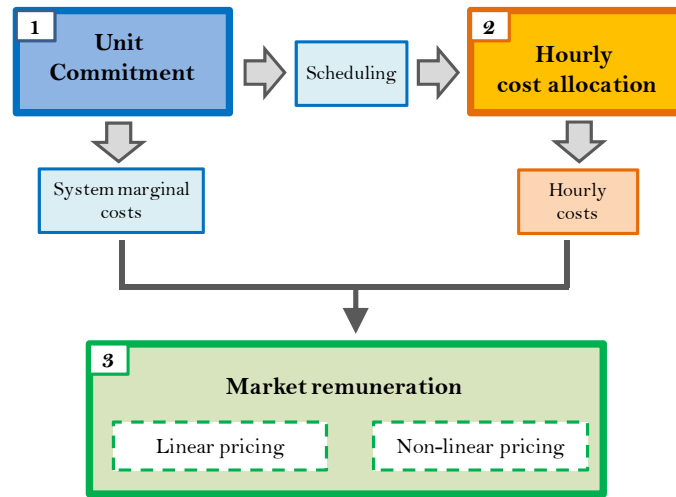 1
Unit
Commitment
Scheduling
2
Hourly
cost allocation
System marginal
costs
Hourly
costs
3
Market remuneration
Linear pricing
Non-linear pricing